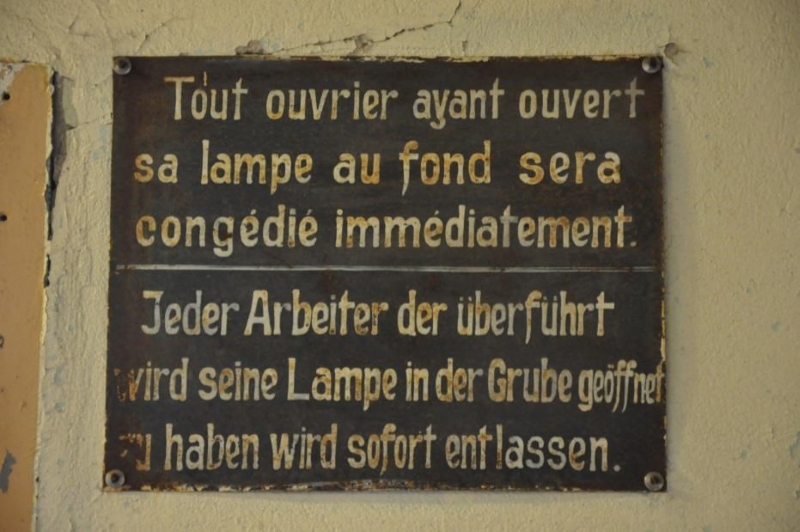 Tout ouvrier ayant ouvert
sa lampe au fond sera
congédié immédiatement.
Jeder Arbeiter der überführt
wird seine Lampe in der Grube geöffnet
zu haben wird sofort entlassen.